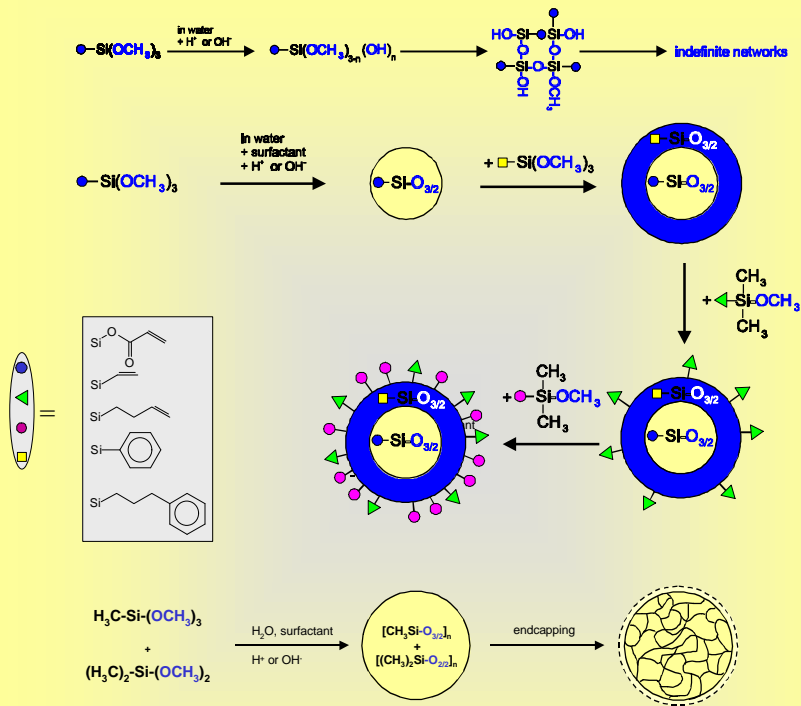 in water
+ H⁺ or OH⁻
Si(OCH₃)₃
Si(OCH₃)₃₋ₙ(OH)ₙ
HO Si O Si OH
O O
Si-O-Si
OH OCH₃
indefinite networks
in water
+ surfactant
+ H⁺ or OH⁻
Si(OCH₃)₃
Si-O₃/₂
+ Si(OCH₃)₃
Si-O₃/₂
Si-O₃/₂
CH₃
+ Si-OCH₃
CH₃
Si O
O
Si
Si
Si
Si
=
Si-O₃/₂
Si-O₃/₂
CH₃
+ Si-OCH₃
CH₃
Si-O₃/₂
Si-O₃/₂
H₃C-Si-(OCH₃)₃
+
(H₃C)₂-Si-(OCH₃)₂
H₂O, surfactant
H⁺ or OH⁻
[CH₃Si-O₃/₂]ₙ
+
[(CH₃)₂Si-O₂/₂]ₙ
endcapping